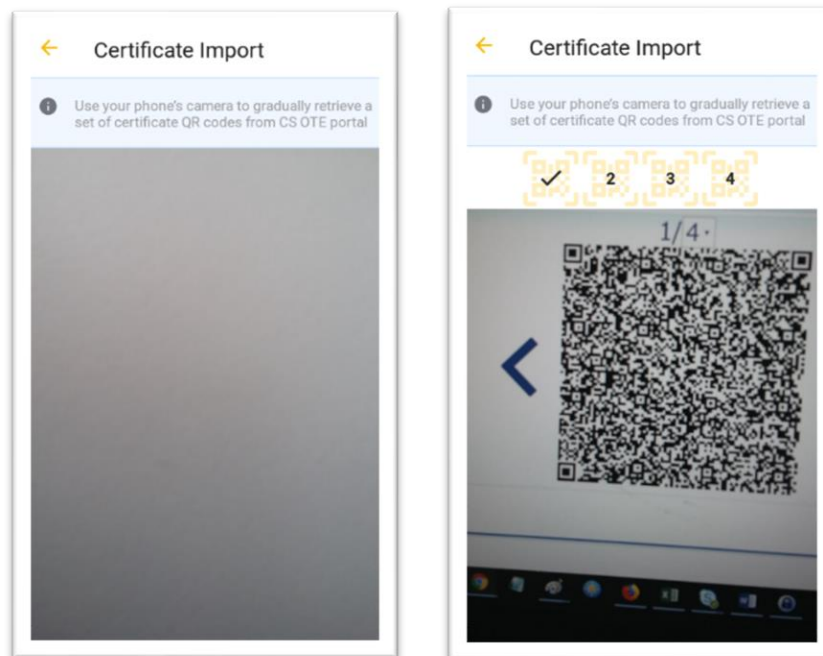 Certificate Import
Use your phone's camera to gradually retrieve a
set of certificate QR codes from CS OTE portal
Certificate Import
Use your phone's camera to gradually retrieve a
set of certificate QR codes from CS OTE portal
2 3 4
1/4